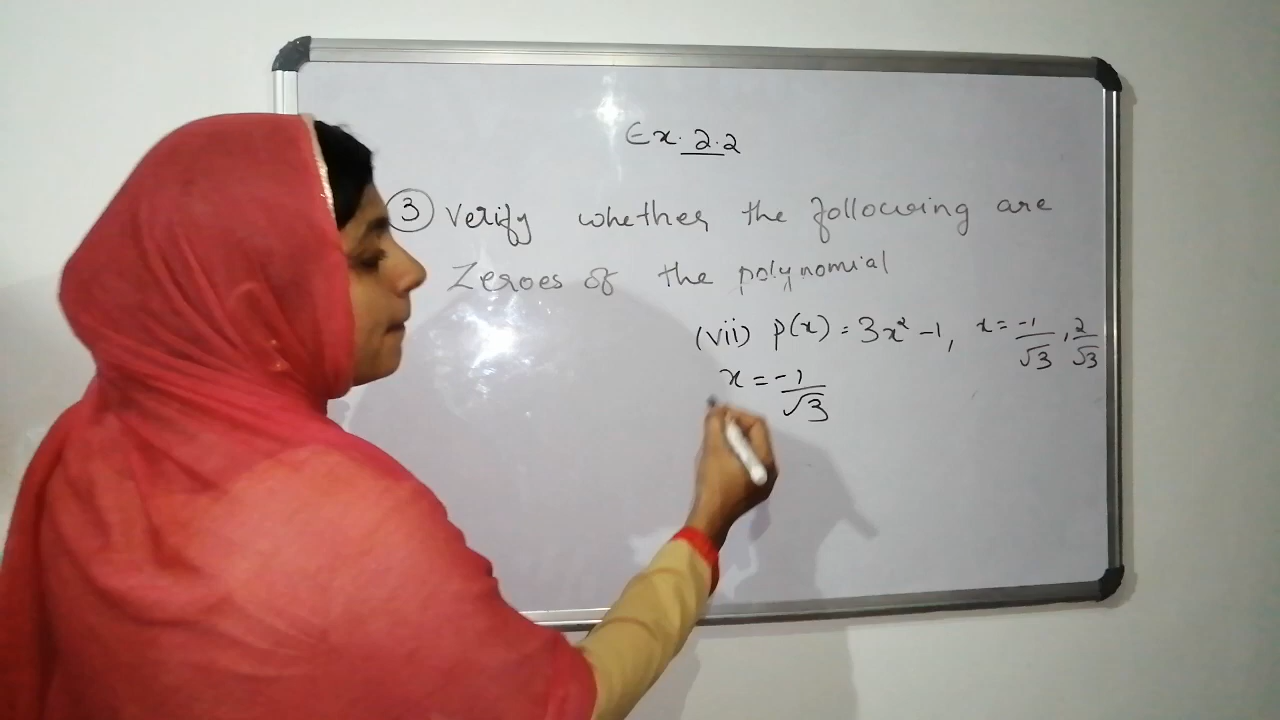 Ex. 2.2
3 Verify whether the following are
Zeroes of the polynomial
(vii) p(x) = 3x² - 1, x = -1/√3, 2/√3
x = -1/√3